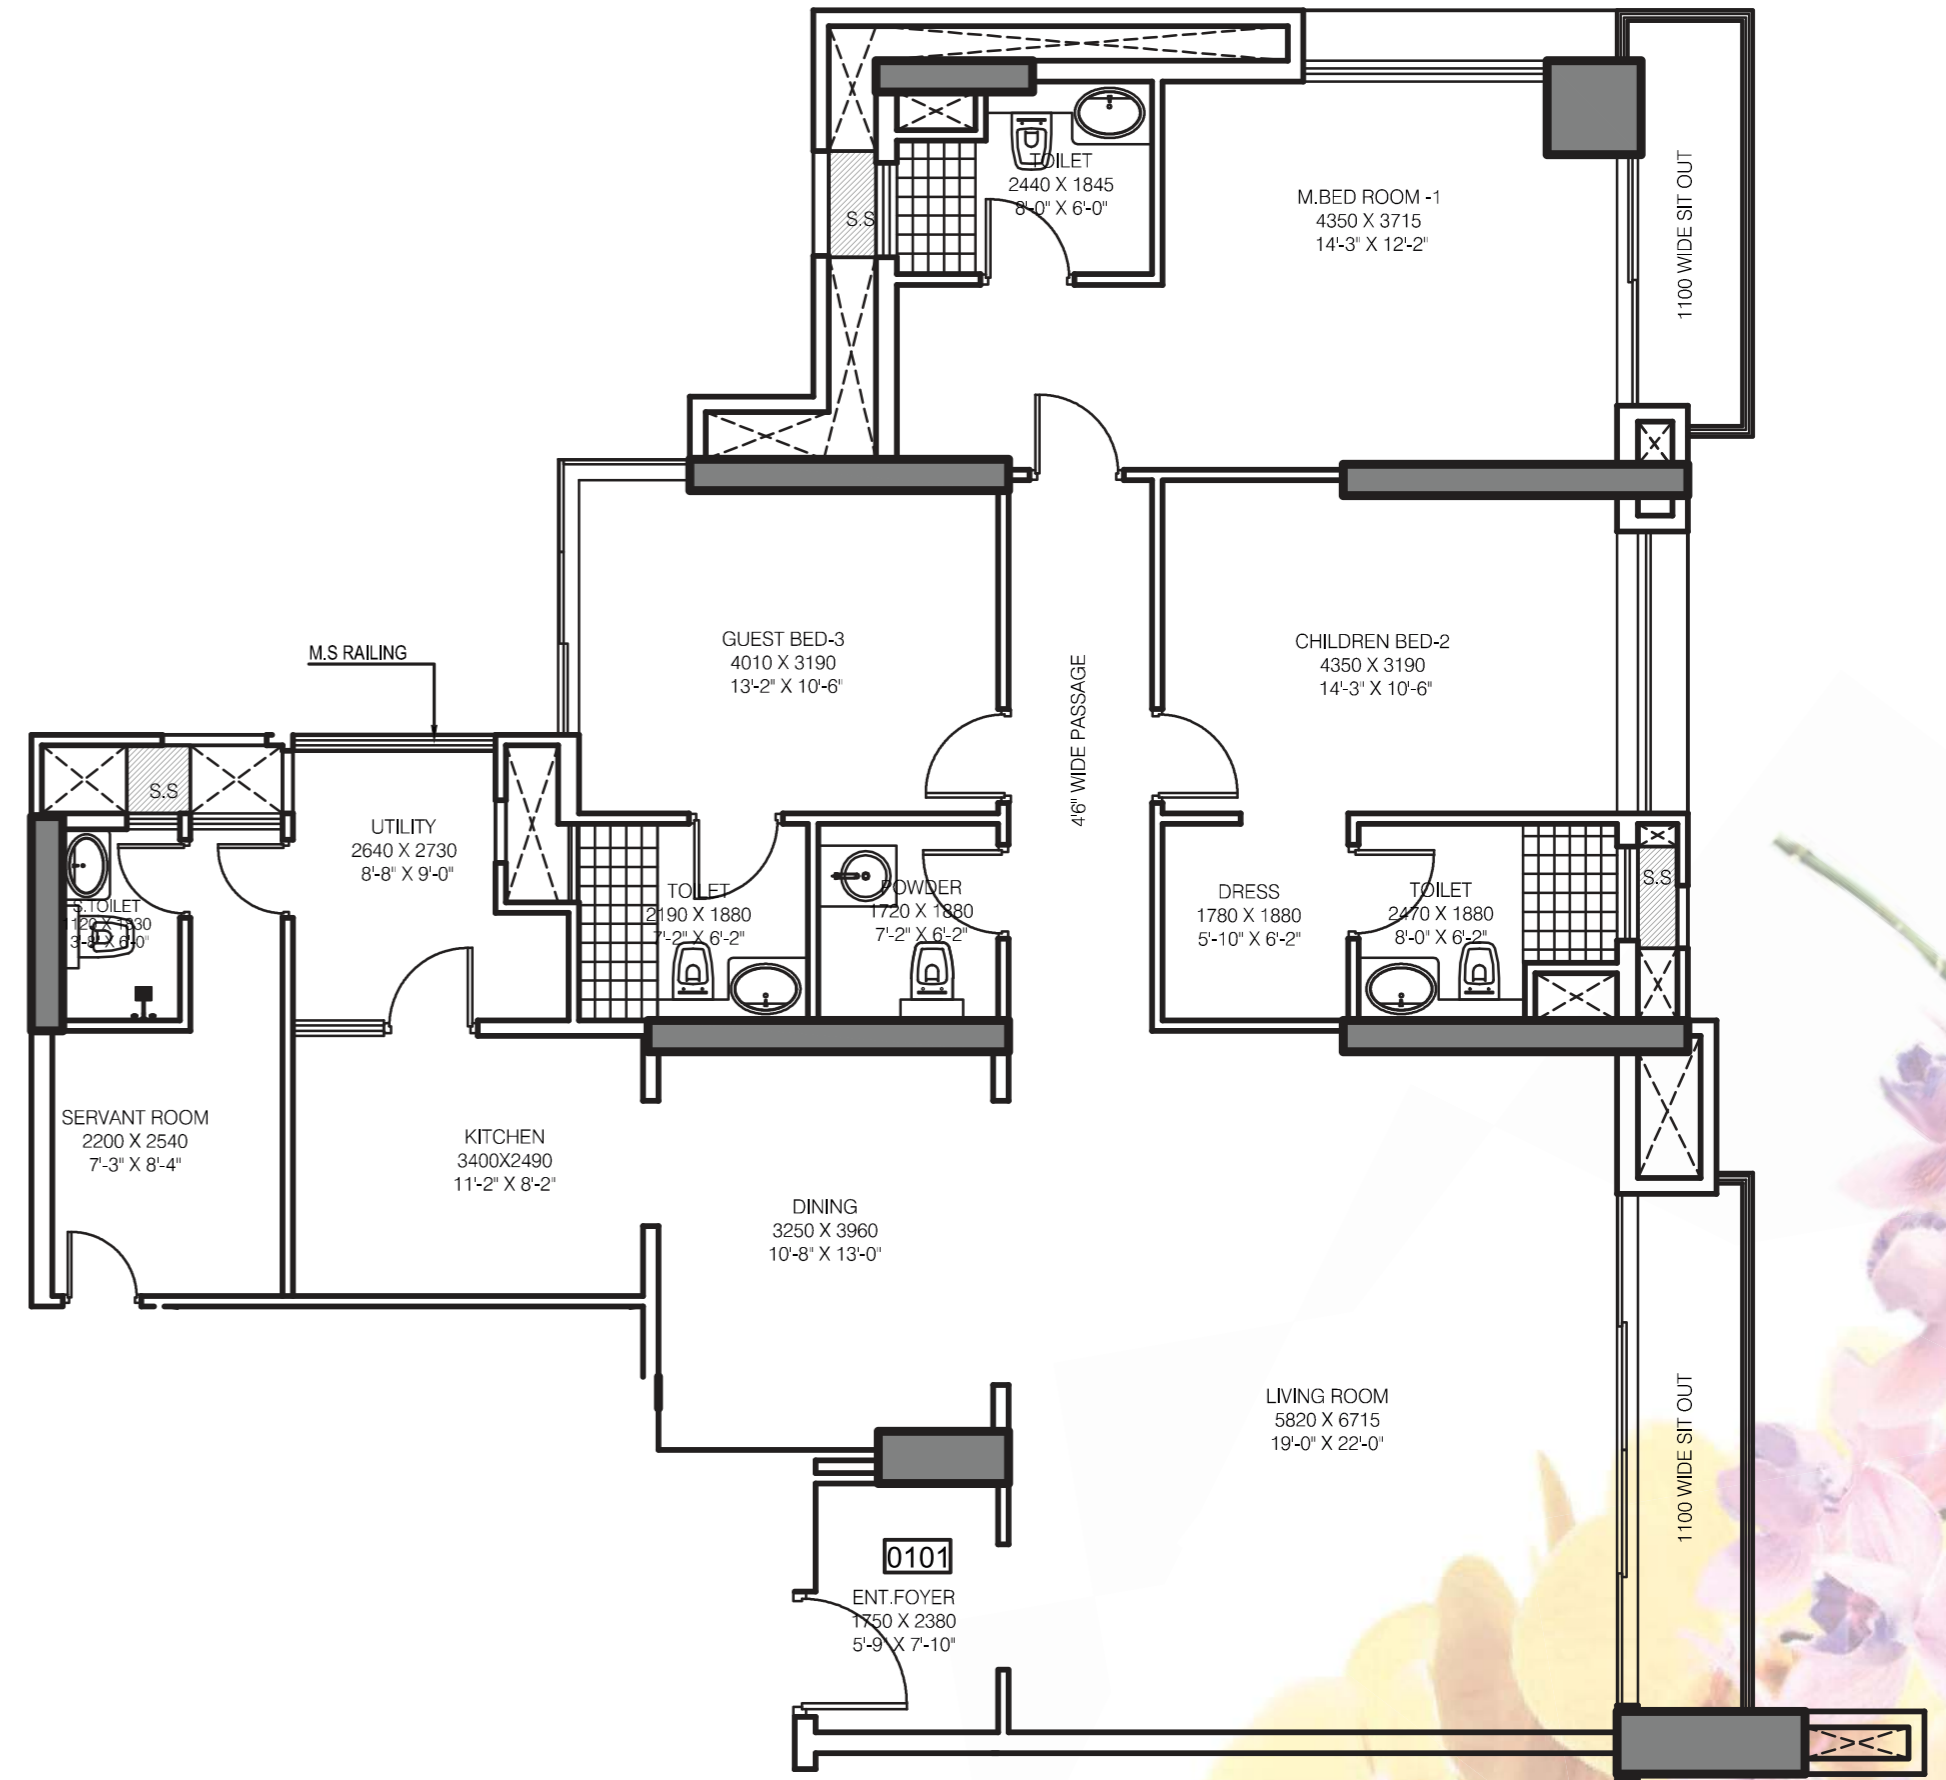 TOILET
2440 X 1845
8'-0" X 6'-0"
S.S
M.BED ROOM -1
4350 X 3715
14'-3" X 12'-2"
1100 WIDE SIT OUT
GUEST BED-3
4010 X 3190
13'-2" X 10'-6"
4'6" WIDE PASSAGE
CHILDREN BED-2
4350 X 3190
14'-3" X 10'-6"
M.S RAILING
S.S
UTILITY
2640 X 2730
8'-8" X 9'-0"
S.TOILET
1120 X 1830
3'-8" X 6'-0"
TOILET
2190 X 1880
7'-2" X 6'-2"
POWDER
1720 X 1880
7'-2" X 6'-2"
DRESS
1780 X 1880
5'-10" X 6'-2"
TOILET
2470 X 1880
8'-0" X 6'-2"
S.S
SERVANT ROOM
2200 X 2540
7'-3" X 8'-4"
KITCHEN
3400X2490
11'-2" X 8'-2"
DINING
3250 X 3960
10'-8" X 13'-0"
LIVING ROOM
5820 X 6715
19'-0" X 22'-0"
1100 WIDE SIT OUT
0101
ENT.FOYER
1750 X 2380
5'-9" X 7'-10"